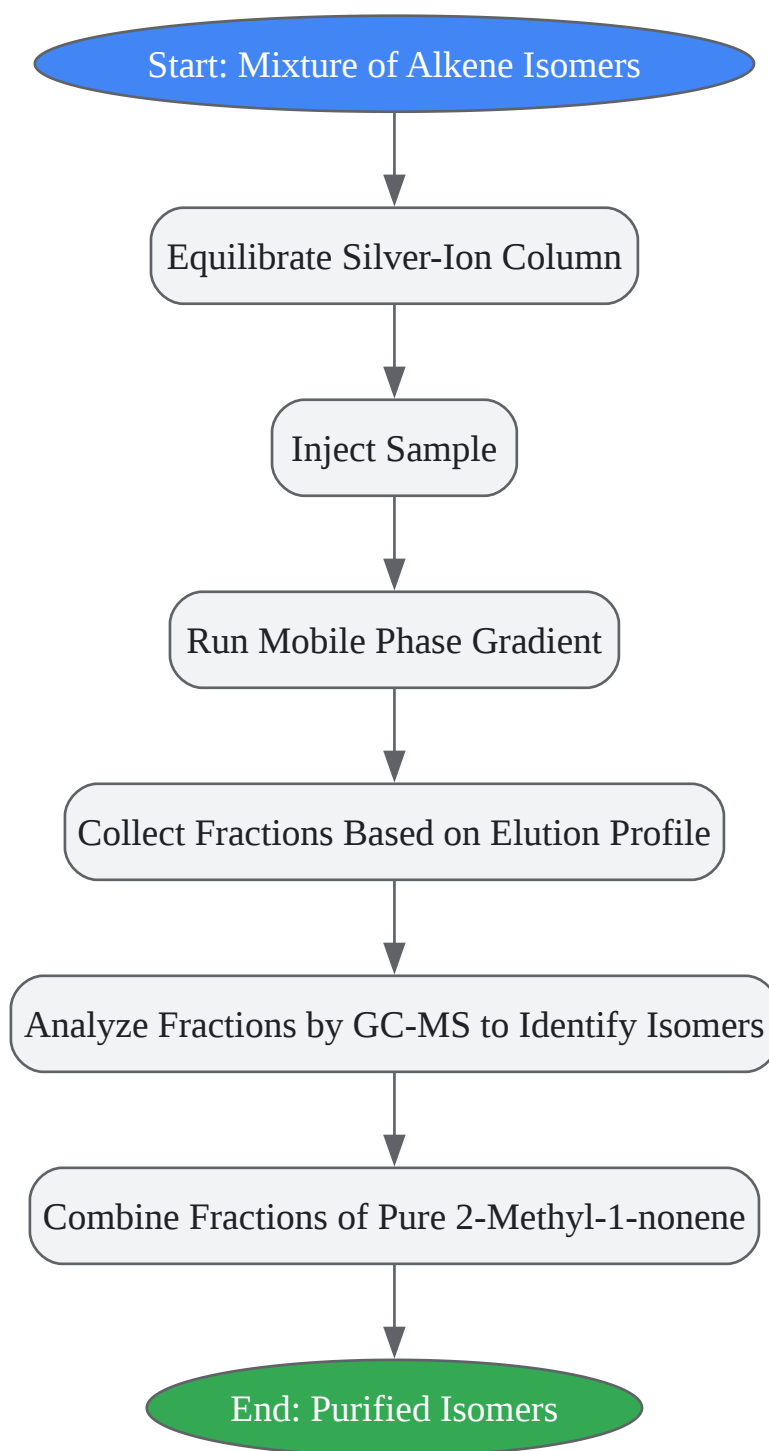 Start: Mixture of Alkene Isomers
Equilibrate Silver-Ion Column
Inject Sample
Run Mobile Phase Gradient
Collect Fractions Based on Elution Profile
Analyze Fractions by GC-MS to Identify Isomers
Combine Fractions of Pure 2-Methyl-1-nonene
End: Purified Isomers